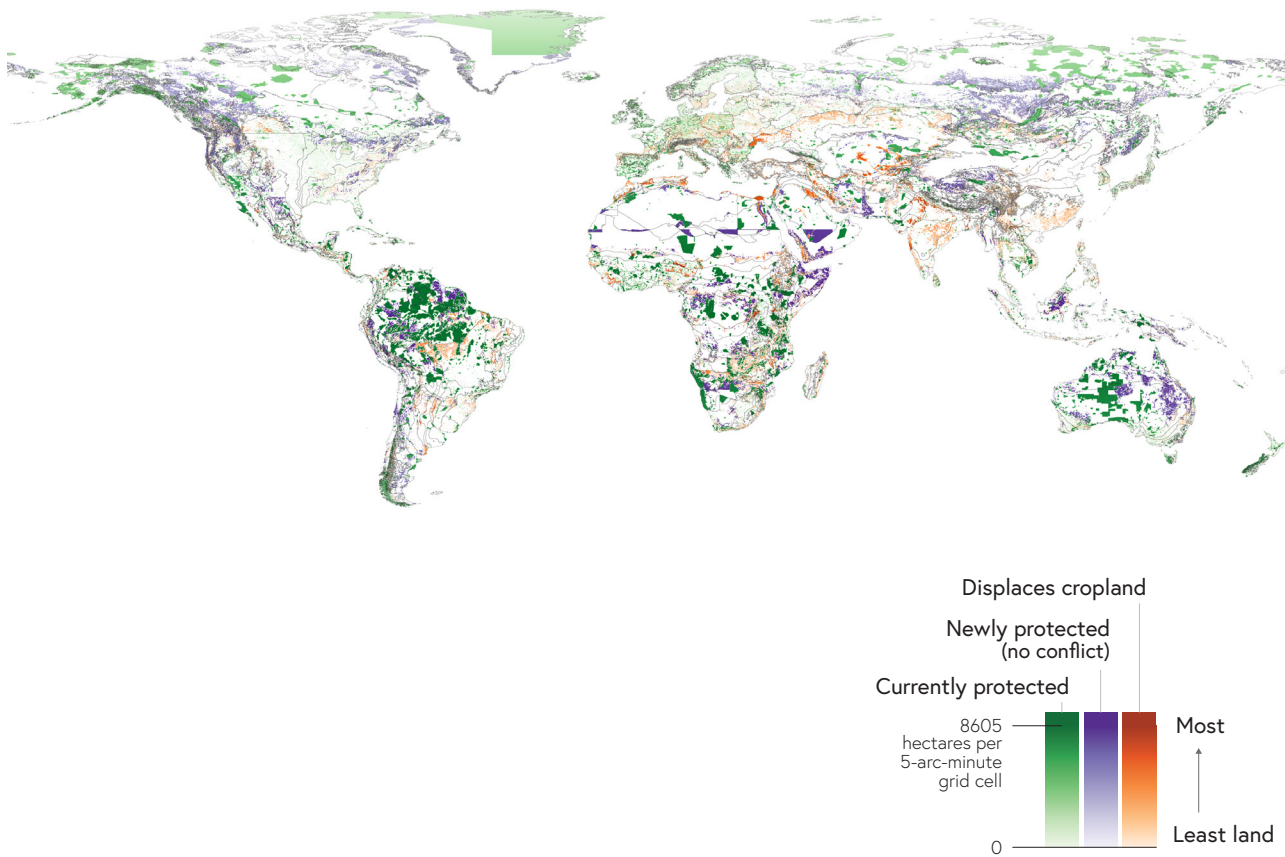 Displaces cropland
Newly protected
(no conflict)
Currently protected
8605
hectares per
5-arc-minute
grid cell
Most
Least land
0